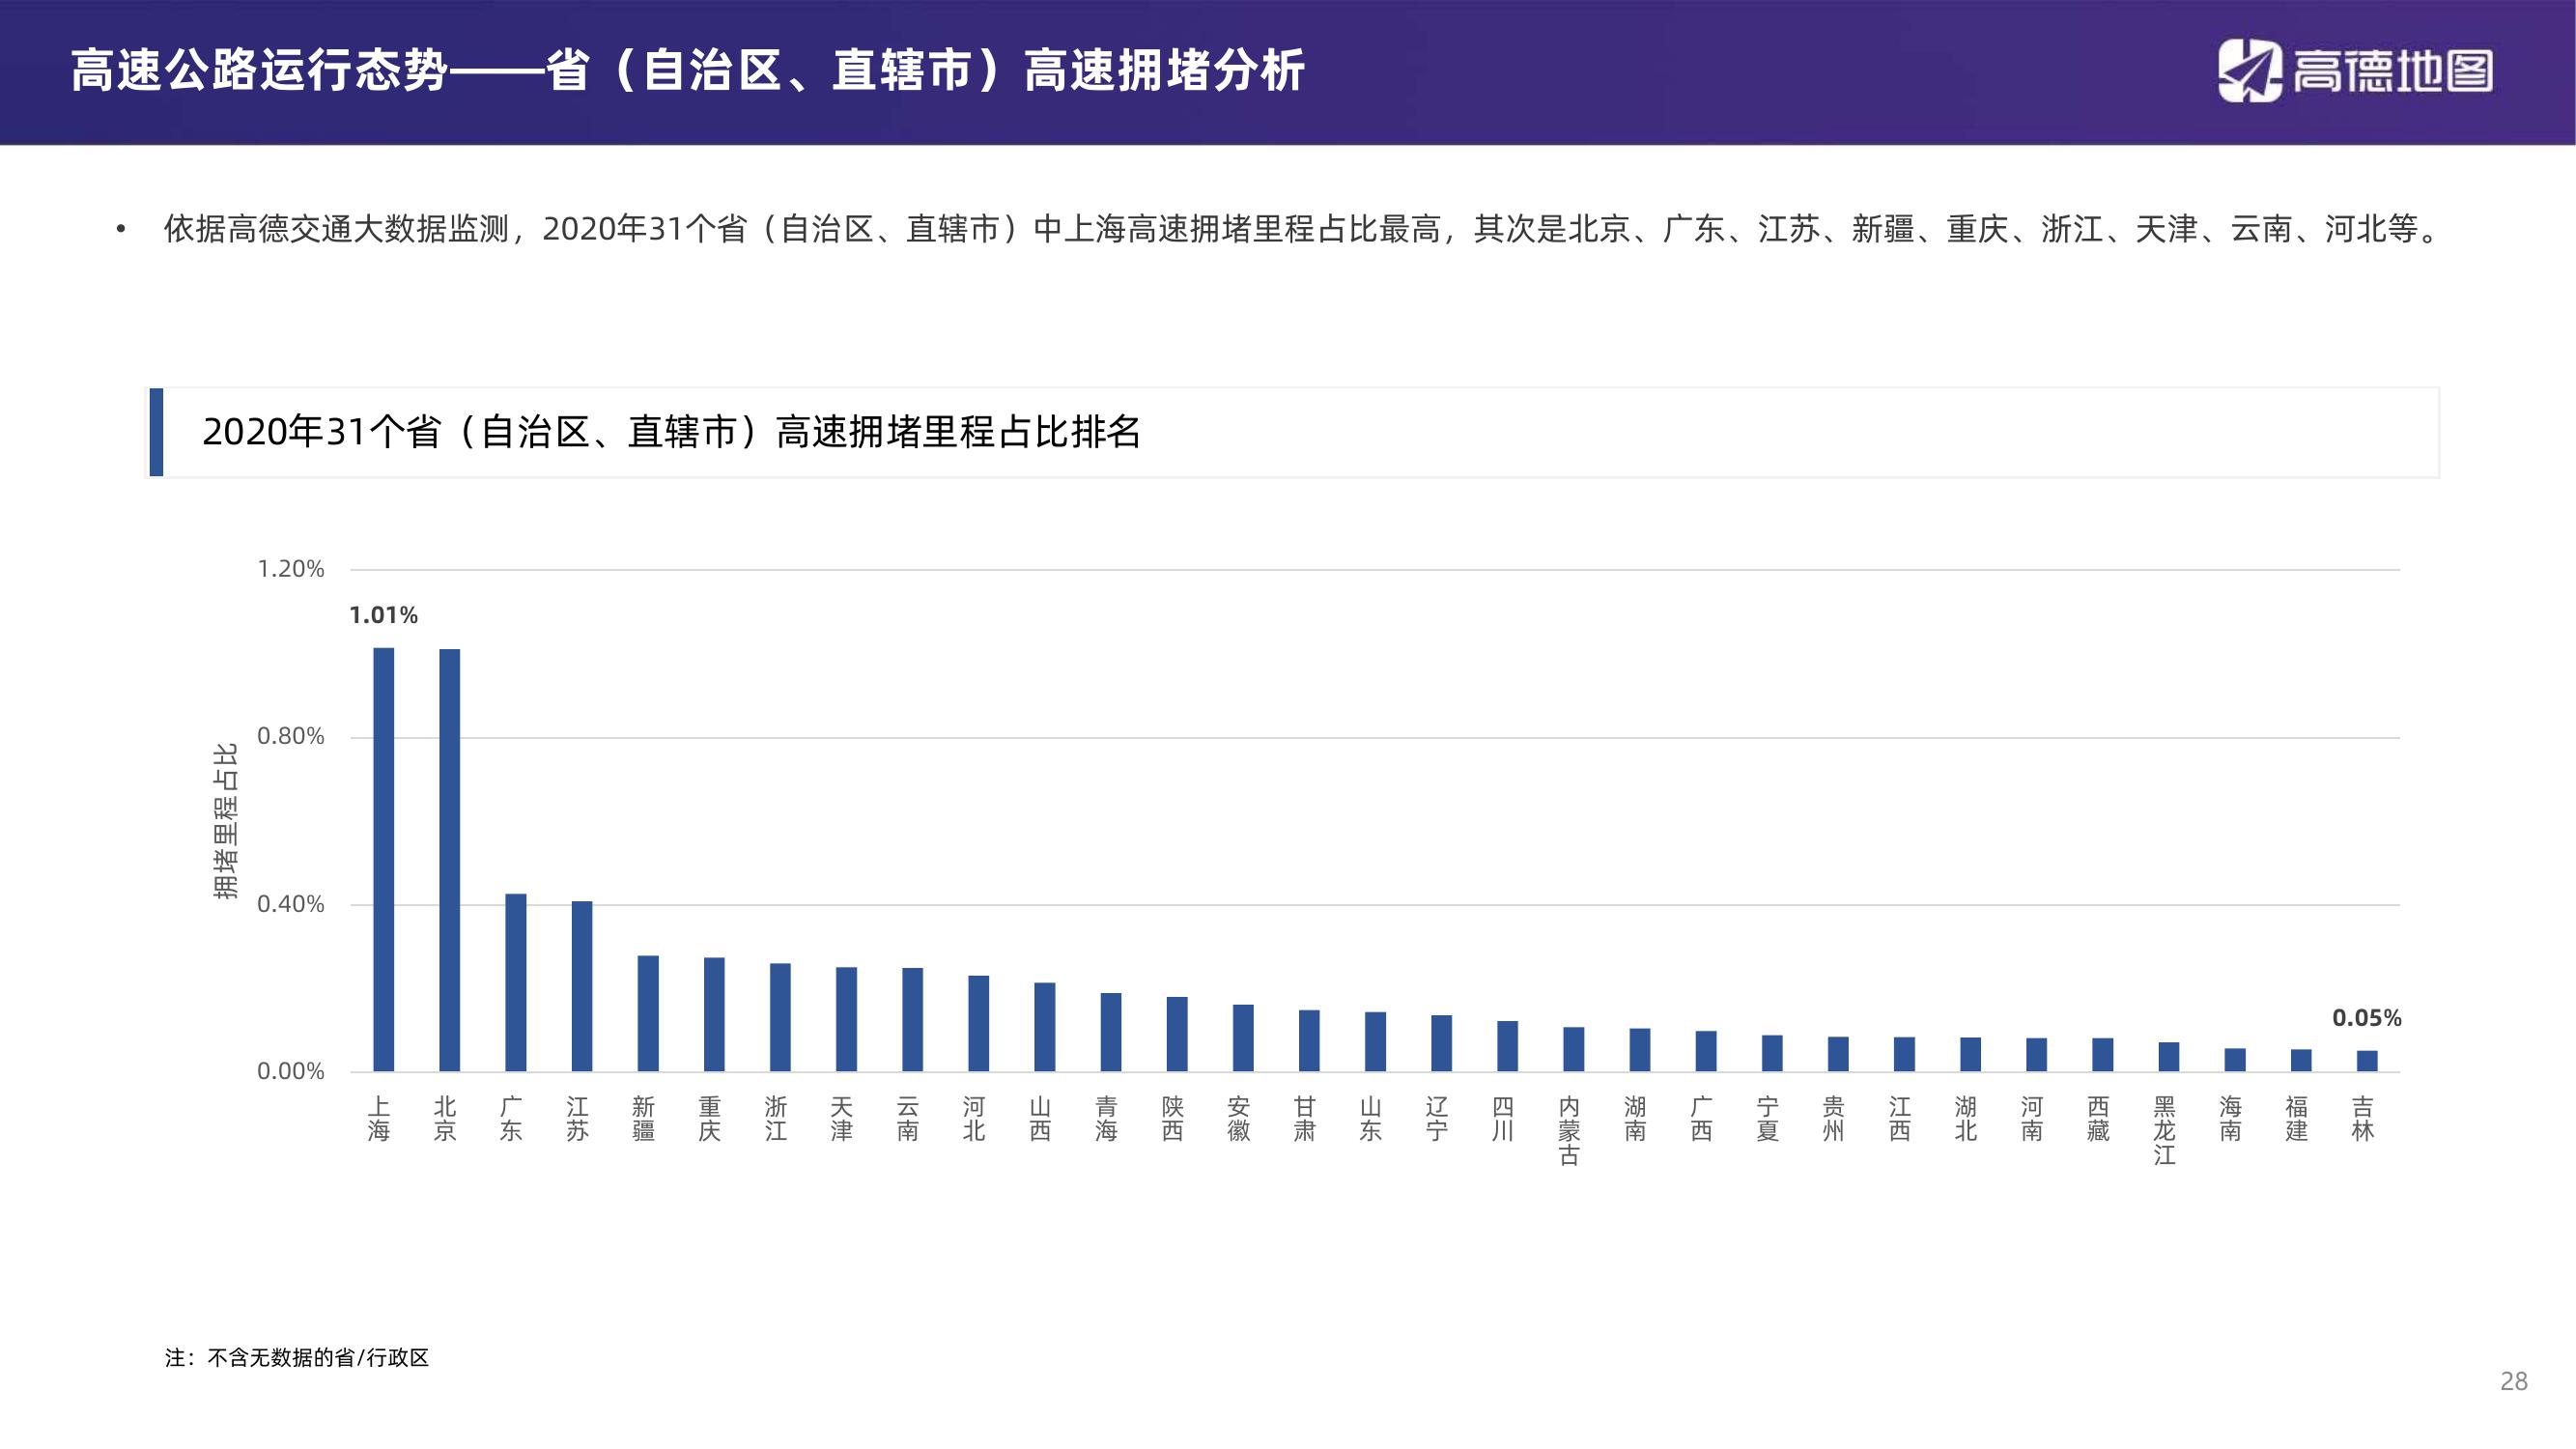 高速公路运行态势——省（自治区、直辖市）高速拥堵分析
高德地图
• 依据高德交通大数据监测，2020年31个省（自治区、直辖市）中上海高速拥堵里程占比最高，其次是北京、广东、江苏、新疆、重庆、浙江、天津、云南、河北等。
2020年31个省（自治区、直辖市）高速拥堵里程占比排名
拥堵里程占比
1.20%
0.80%
0.40%
0.00%
1.01%
0.05%
上海
北京
广东
江苏
新疆
重庆
浙江
天津
云南
河北
山西
青海
陕西
安徽
甘肃
山东
辽宁
四川
内蒙古
湖南
广西
宁夏
贵州
江西
湖北
河南
西藏
黑龙江
海南
福建
吉林
注：不含无数据的省/行政区
28